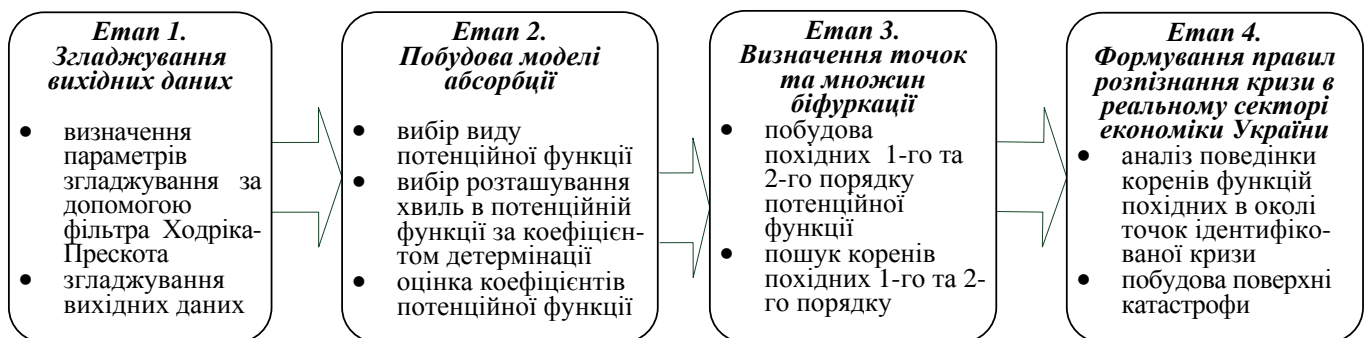 Етап 1.
Згладжування
вихідних даних
• визначення
параметрів
згладжування за
допомогою
фільтра Ходріка-
Прескота
• згладжування
вихідних даних
Етап 2.
Побудова моделі
абсорбції
• вибір виду
потенційної функції
• вибір розташування
хвиль в потенційній
функції за коефіцієн-
том детермінації
• оцінка коефіцієнтів
потенційної функції
Етап 3.
Визначення точок
та множин
біфуркації
• побудова
похідних 1-го та
2-го порядку
потенційної
функції
• пошук коренів
похідних 1-го та 2-
го порядку
Етап 4.
Формування правил
розпізнання кризи в
реальному секторі
економіки України
• аналіз поведінки
коренів функцій
похідних в околі
точок ідентифіко-
ваної кризи
• побудова поверхні
катастрофи